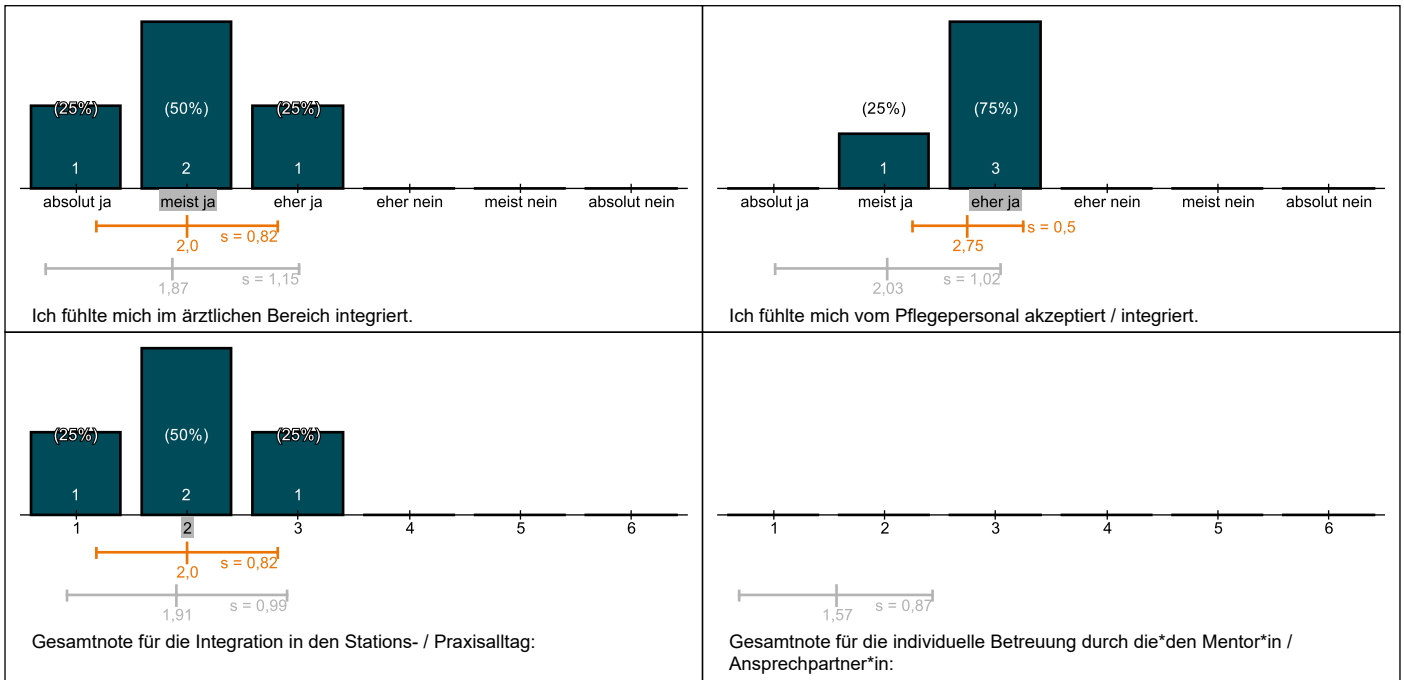 (25%) (50%) (25%)
1 2 1
absolut ja meist ja eher ja eher nein meist nein absolut nein
s = 0,82
2,0
s = 1,15
1,87
Ich fühlte mich im ärztlichen Bereich integriert.
(25%) (75%)
1 3
absolut ja meist ja eher ja eher nein meist nein absolut nein
s = 0,5
2,75
s = 1,02
2,03
Ich fühlte mich vom Pflegepersonal akzeptiert / integriert.
(25%) (50%) (25%)
1 2 1
1 2 3 4 5 6
s = 0,82
2,0
s = 0,99
1,91
Gesamtnote für die Integration in den Stations- / Praxisalltag:
1 2 3 4 5 6
s = 0,87
1,57
Gesamtnote für die individuelle Betreuung durch die*den Mentor*in /
Ansprechpartner*in: